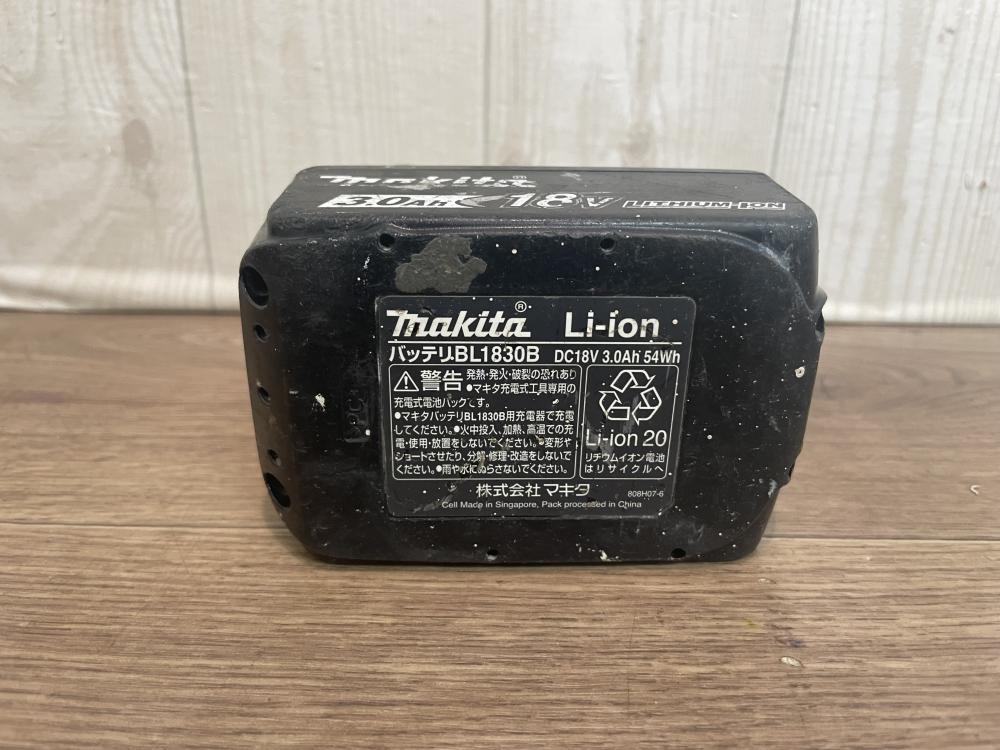 makita®
3.0Ah 18V LITHIUM-ION
makita® Li-ion
バッテリBL1830B DC18V 3.0Ah 54Wh
警告 発熱・発火・破裂の恐れあり
●マキタ充電式工具専用の
充電式電池パックです。
●マキタバッテリBL1830B用充電器で充電
してください。●火中投入、加熱、高温での充
電・使用・放置をしないでください。●変形や
ショートさせたり、分解・修理・改造をしないで
ください。●雨や水にぬらさないでください。
Li-ion 20
リチウムイオン電池
はリサイクルへ
株式会社マキタ 808H07-6
Cell Made in Singapore, Pack processed in China